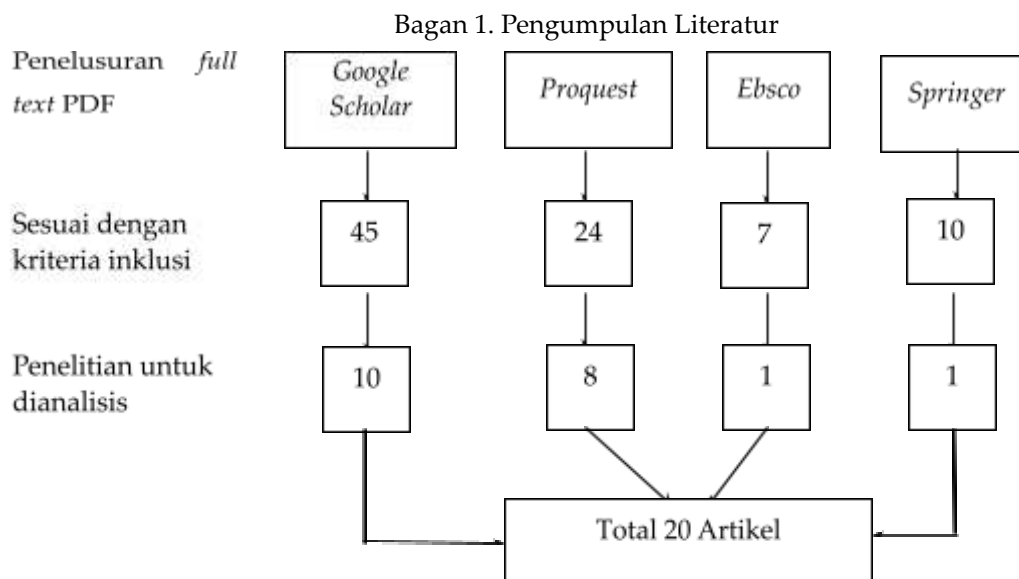 Bagan 1. Pengumpulan Literatur
Penelusuran full
text PDF
Google
Scholar
Proquest
Ebsco
Springer
Sesuai dengan
kriteria inklusi
45
24
7
10
Penelitian untuk
dianalisis
10
8
1
1
Total 20 Artikel